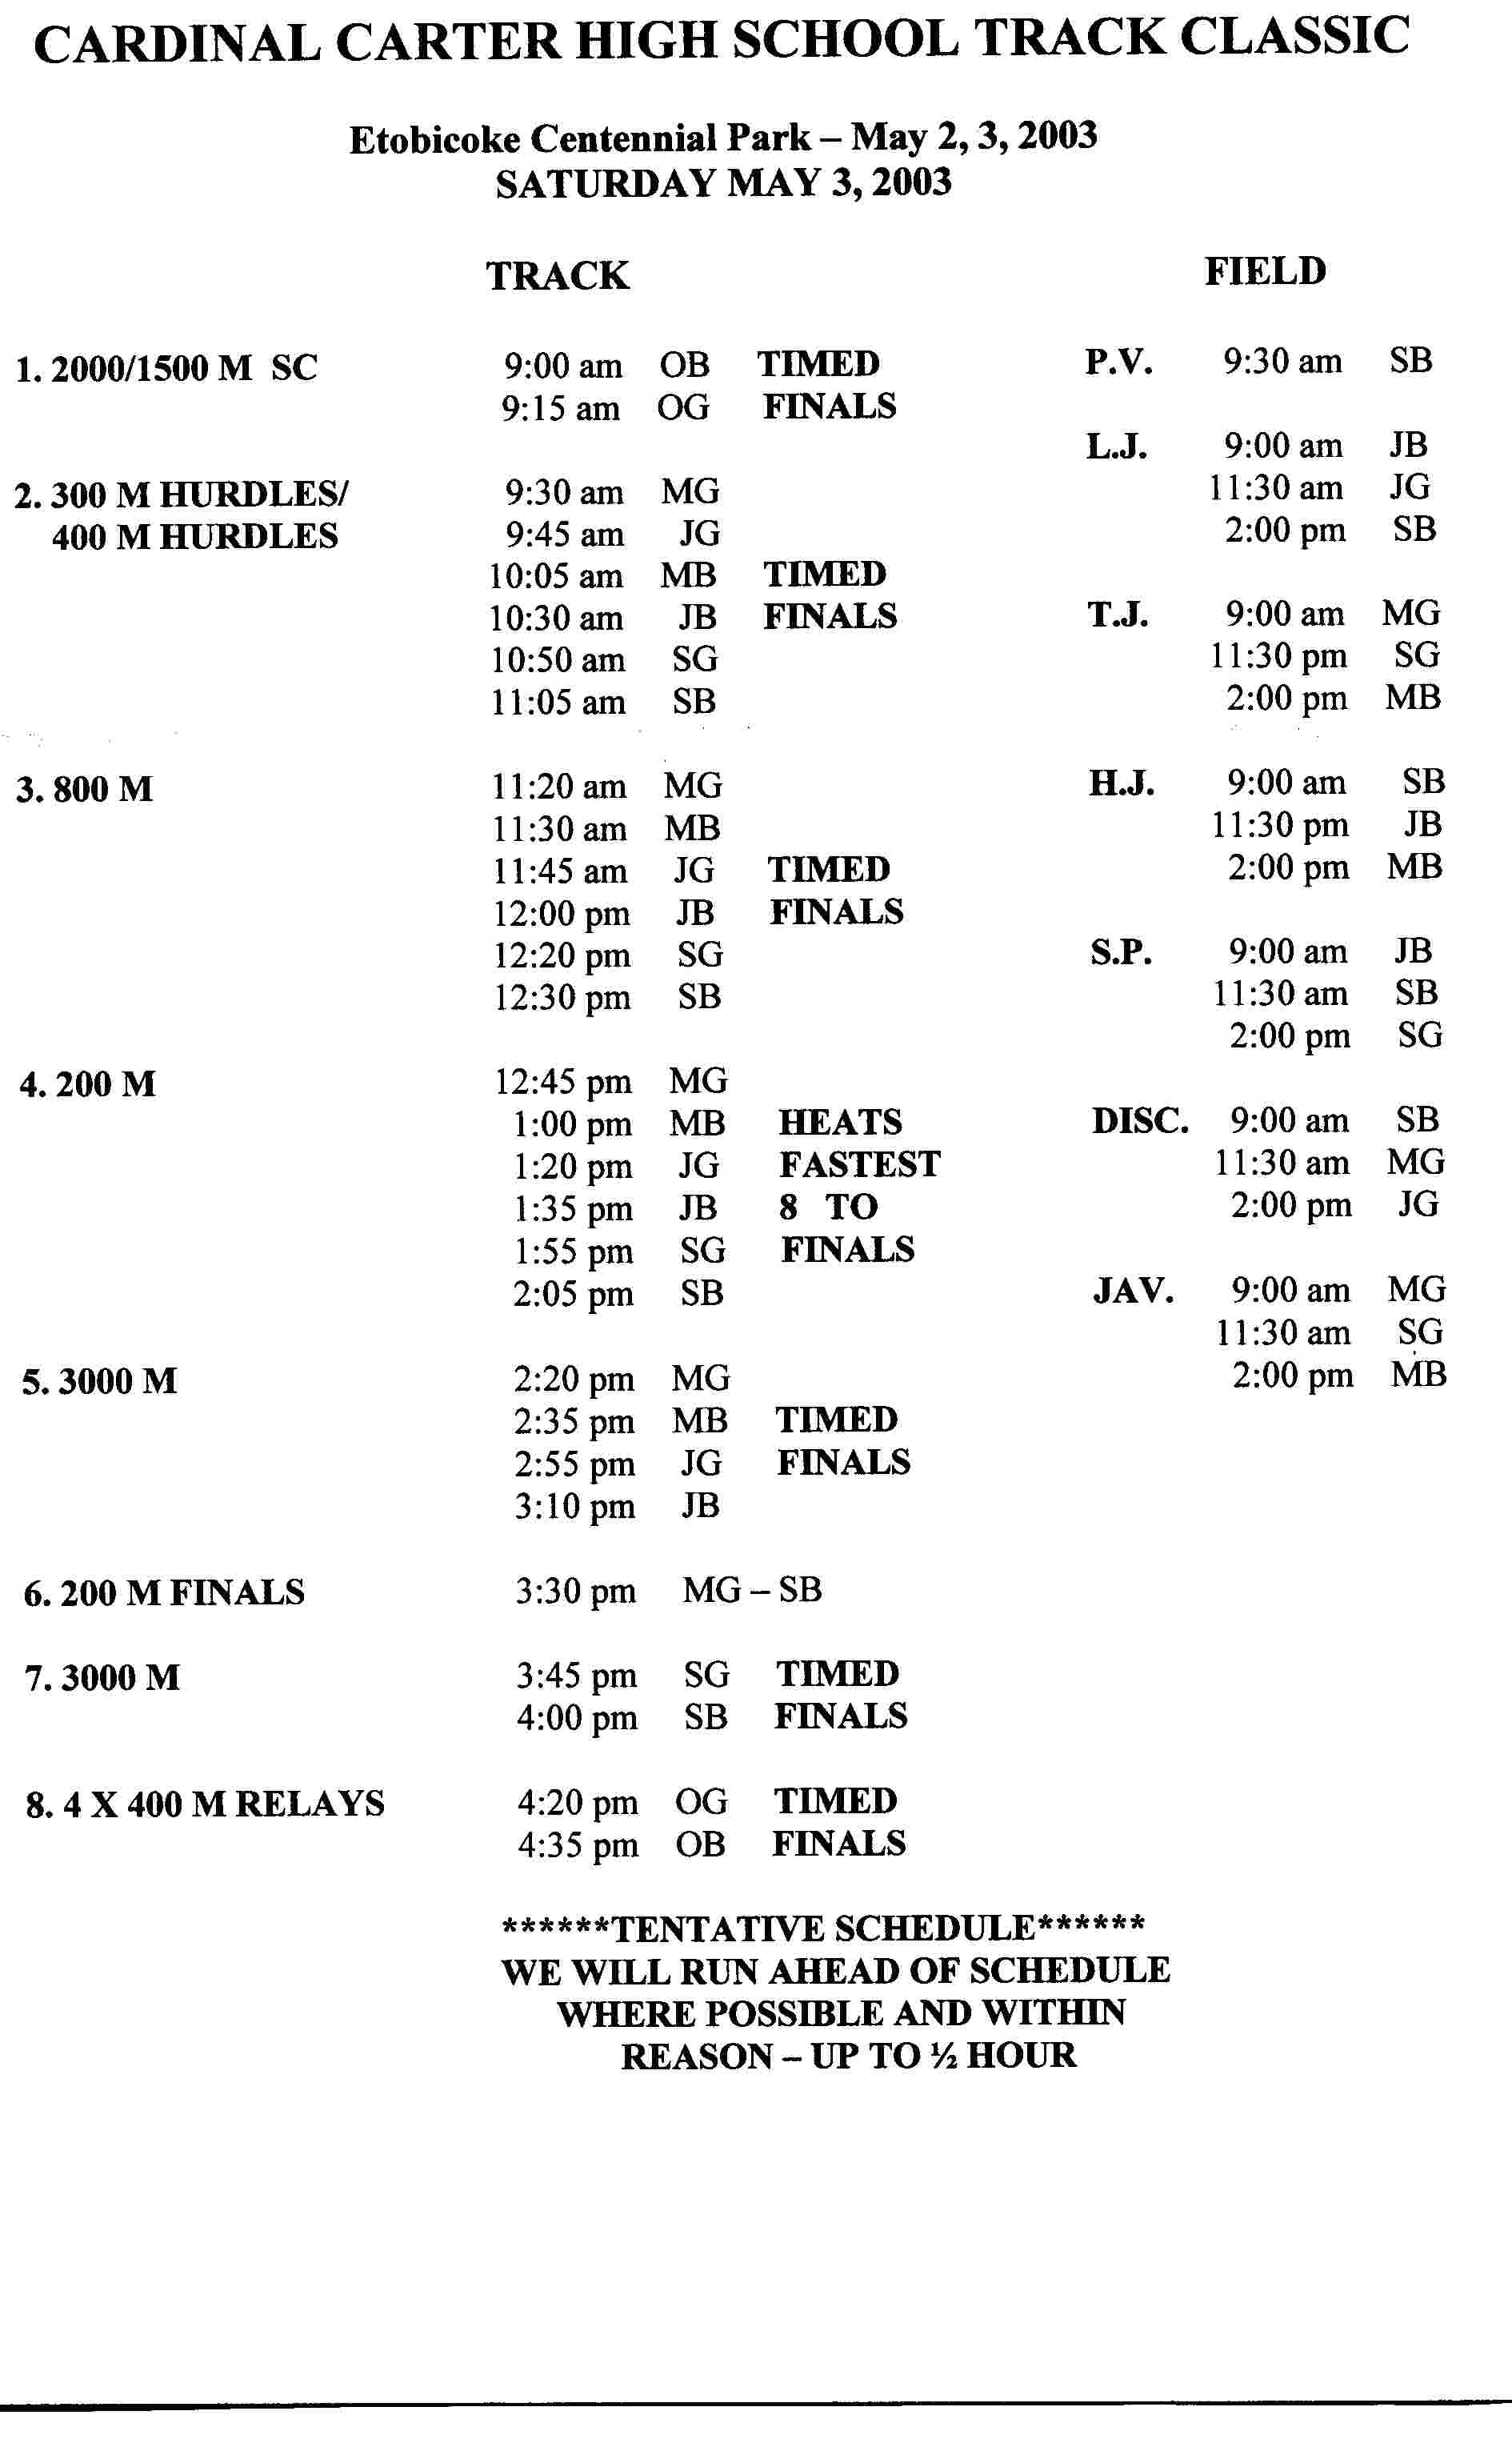 CARDINAL CARTER HIGH SCHOOL TRACK CLASSIC
Etobicoke Centennial Park – May 2, 3, 2003
SATURDAY MAY 3, 2003
TRACK
1. 2000/1500 M SC 9:00 am OB TIMED
9:15 am OG FINALS
2. 300 M HURDLES/ 9:30 am MG
400 M HURDLES 9:45 am JG
10:05 am MB TIMED
10:30 am JB FINALS
10:50 am SG
11:05 am SB
3. 800 M 11:20 am MG
11:30 am MB
11:45 am JG TIMED
12:00 pm JB FINALS
12:20 pm SG
12:30 pm SB
4. 200 M 12:45 pm MG
1:00 pm MB HEATS
1:20 pm JG FASTEST
1:35 pm JB 8 TO
1:55 pm SG FINALS
2:05 pm SB
5. 3000 M 2:20 pm MG
2:35 pm MB TIMED
2:55 pm JG FINALS
3:10 pm JB
6. 200 M FINALS 3:30 pm MG – SB
7. 3000 M 3:45 pm SG TIMED
4:00 pm SB FINALS
8. 4 X 400 M RELAYS 4:20 pm OG TIMED
4:35 pm OB FINALS
FIELD
P.V. 9:30 am SB
L.J. 9:00 am JB
11:30 am JG
2:00 pm SB
T.J. 9:00 am MG
11:30 pm SG
2:00 pm MB
H.J. 9:00 am SB
11:30 pm JB
2:00 pm MB
S.P. 9:00 am JB
11:30 am SB
2:00 pm SG
DISC. 9:00 am SB
11:30 am MG
2:00 pm JG
JAV. 9:00 am MG
11:30 am SG
2:00 pm MB
******TENTATIVE SCHEDULE******
WE WILL RUN AHEAD OF SCHEDULE
WHERE POSSIBLE AND WITHIN
REASON – UP TO ½ HOUR